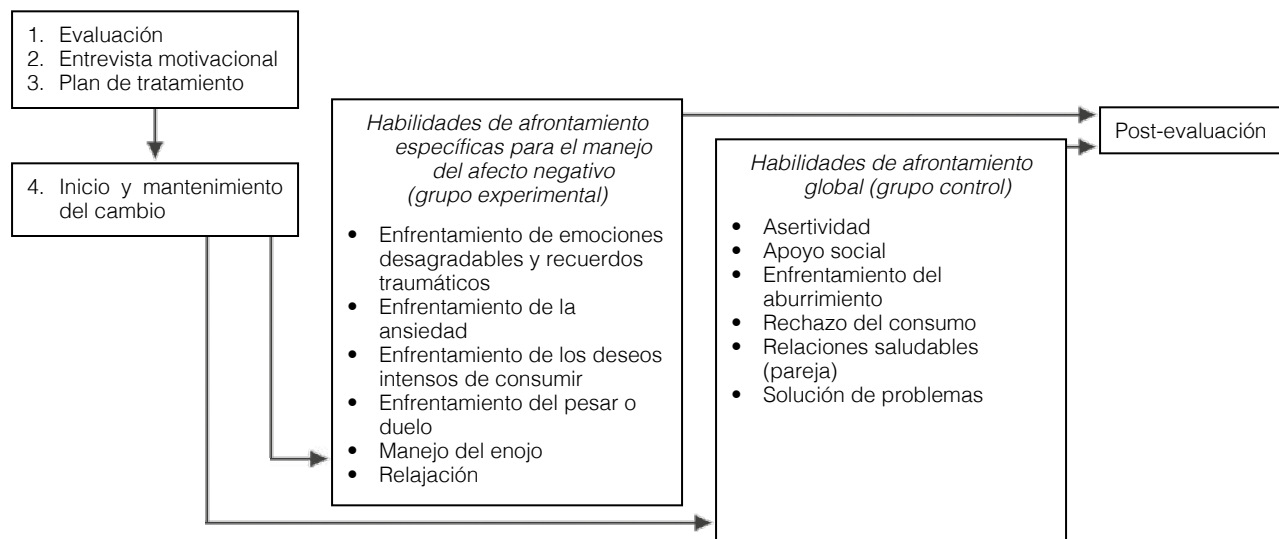 1. Evaluación
2. Entrevista motivacional
3. Plan de tratamiento
4. Inicio y mantenimiento
del cambio
Habilidades de afrontamiento
específicas para el manejo
del afecto negativo
(grupo experimental)
• Enfrentamiento de emociones
desagradables y recuerdos
traumáticos
• Enfrentamiento de la
ansiedad
• Enfrentamiento de los deseos
intensos de consumir
• Enfrentamiento del pesar o
duelo
• Manejo del enojo
• Relajación
Habilidades de afrontamiento
global (grupo control)
• Asertividad
• Apoyo social
• Enfrentamiento del
aburrimiento
• Rechazo del consumo
• Relaciones saludables
(pareja)
• Solución de problemas
Post-evaluación